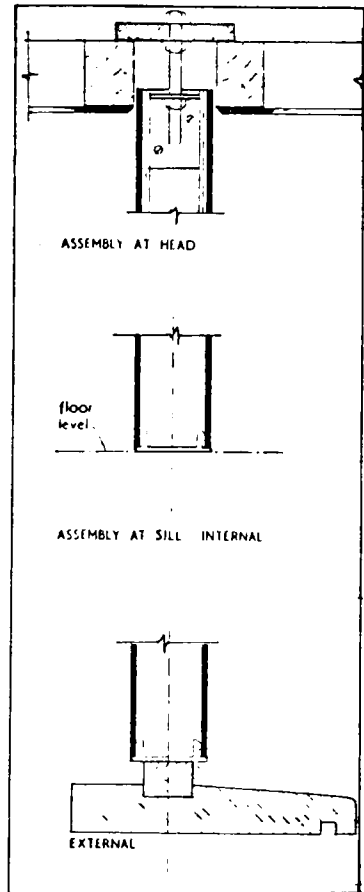 ASSEMBLY AT HEAD
floor
level
ASSEMBLY AT SILL INTERNAL
EXTERNAL